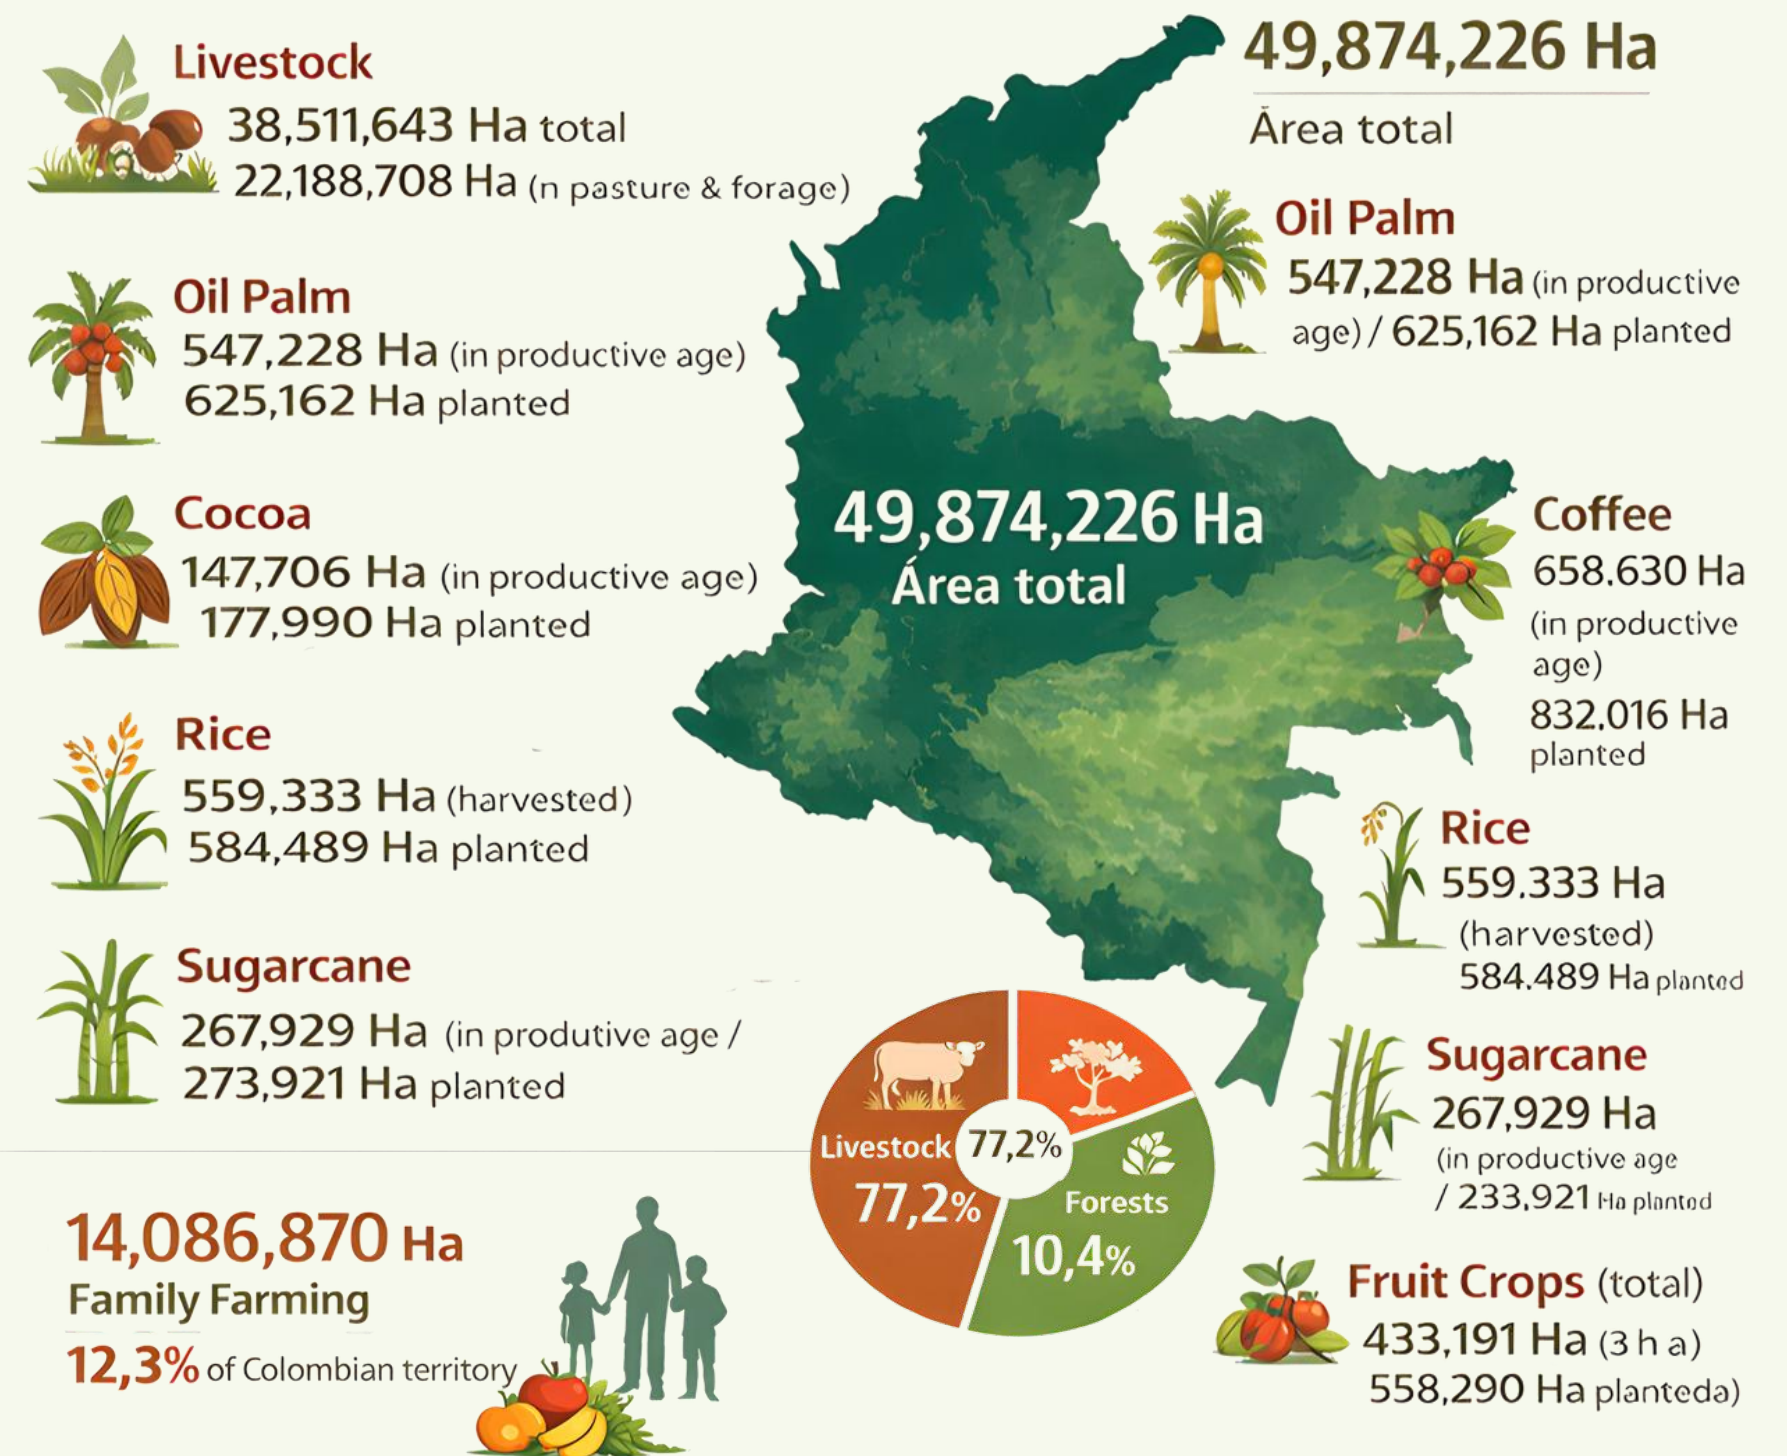 Livestock
38,511,643 Ha total
22,188,708 Ha (n pasture & forage)
Oil Palm
547,228 Ha (in productive age)
625,162 Ha planted
Cocoa
147,706 Ha (in productive age)
177,990 Ha planted
Rice
559,333 Ha (harvested)
584,489 Ha planted
Sugarcane
267,929 Ha (in produtive age /
273,921 Ha planted
14,086,870 Ha
Family Farming
12,3% of Colombian territory
49,874,226 Ha
Área total
Livestock
77,2%
77,2%
Forests
10,4%
49,874,226 Ha
Área total
Oil Palm
547,228 Ha (in productive
age) / 625,162 Ha planted
Coffee
658.630 Ha
(in productive
age)
832.016 Ha
planted
Rice
559.333 Ha
(harvested)
584.489 Ha planted
Sugarcane
267,929 Ha
(in productive age
/ 233,921 Ha planted
Fruit Crops (total)
433,191 Ha (3 h a)
558,290 Ha planteda)